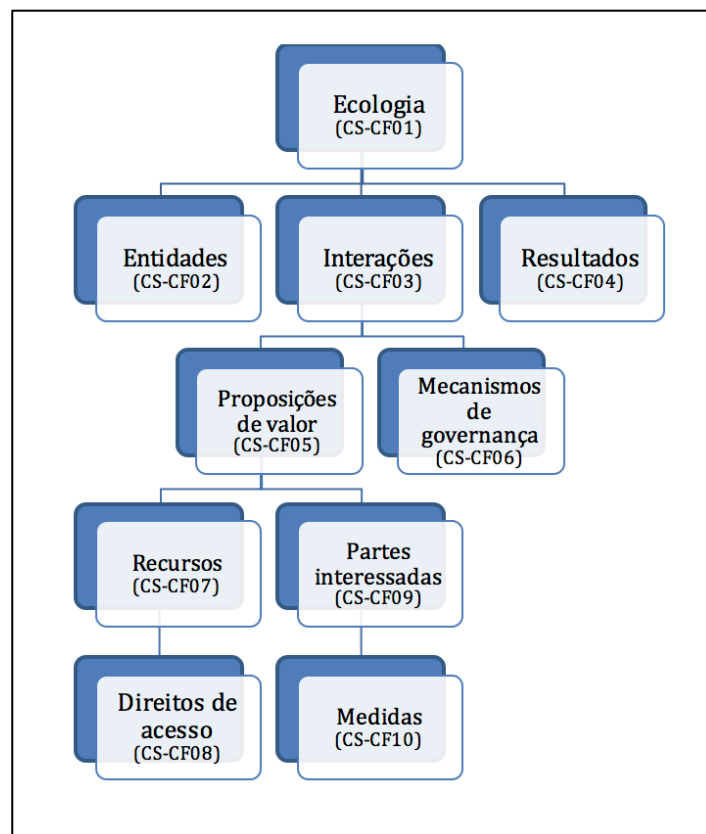 Ecologia
(CS-CF01)
Entidades
(CS-CF02)
Interações
(CS-CF03)
Resultados
(CS-CF04)
Proposições
de valor
(CS-CF05)
Mecanismos
de
governança
(CS-CF06)
Recursos
(CS-CF07)
Partes
interessadas
(CS-CF09)
Direitos de
acesso
(CS-CF08)
Medidas
(CS-CF10)